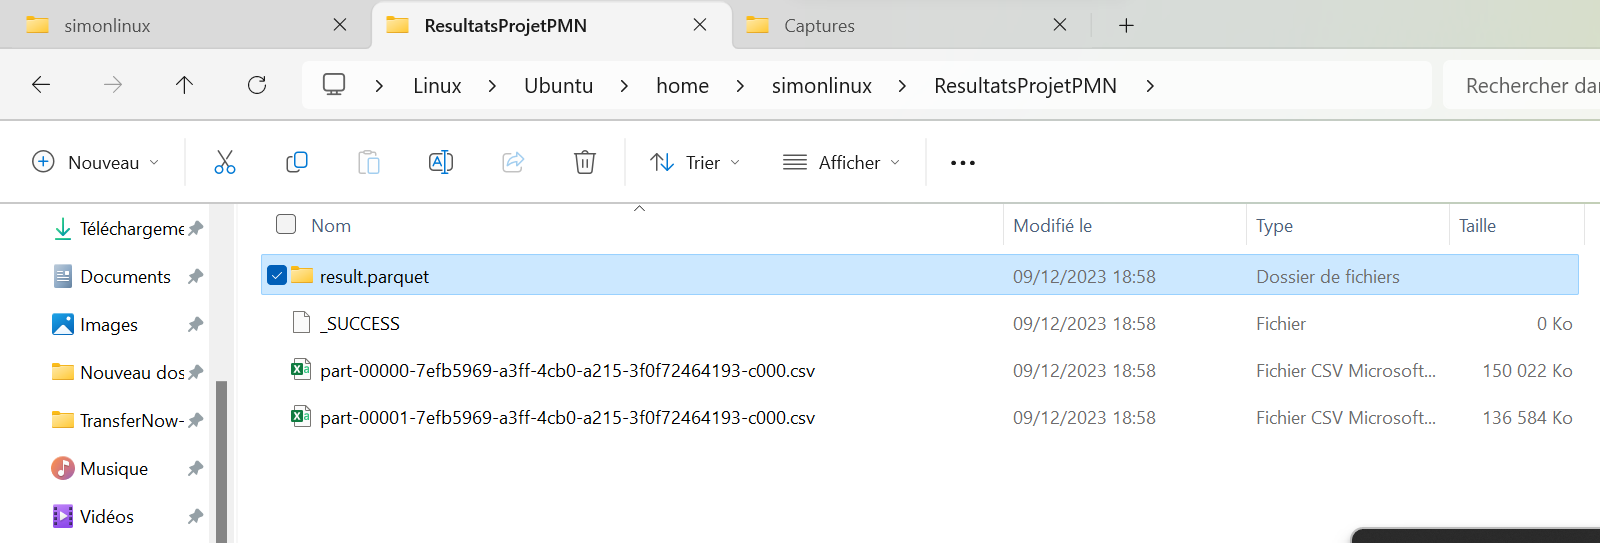 simonlinux
ResultatsProjetPMN
Captures
Linux > Ubuntu > home > simonlinux > ResultatsProjetPMN >
Rechercher dan
Nouveau
Trier
Afficher
Nom Modifié le Type Taille
Téléchargeme
Documents
Images
Nouveau dos
TransferNow-
Musique
Vidéos
result.parquet 09/12/2023 18:58 Dossier de fichiers
_SUCCESS 09/12/2023 18:58 Fichier 0 Ko
part-00000-7efb5969-a3ff-4cb0-a215-3f0f72464193-c000.csv 09/12/2023 18:58 Fichier CSV Microsoft... 150 022 Ko
part-00001-7efb5969-a3ff-4cb0-a215-3f0f72464193-c000.csv 09/12/2023 18:58 Fichier CSV Microsoft... 136 584 Ko